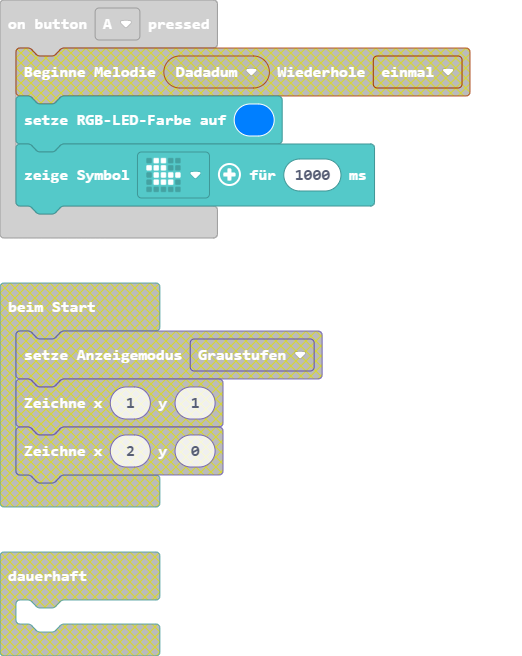 on button A pressed
Beginne Melodie Dadadum Wiederhole einmal
setze RGB-LED-Farbe auf
zeige Symbol für 1000 ms
beim Start
setze Anzeigemodus Graustufen
Zeichne x 1 y 1
Zeichne x 2 y 0
dauerhaft